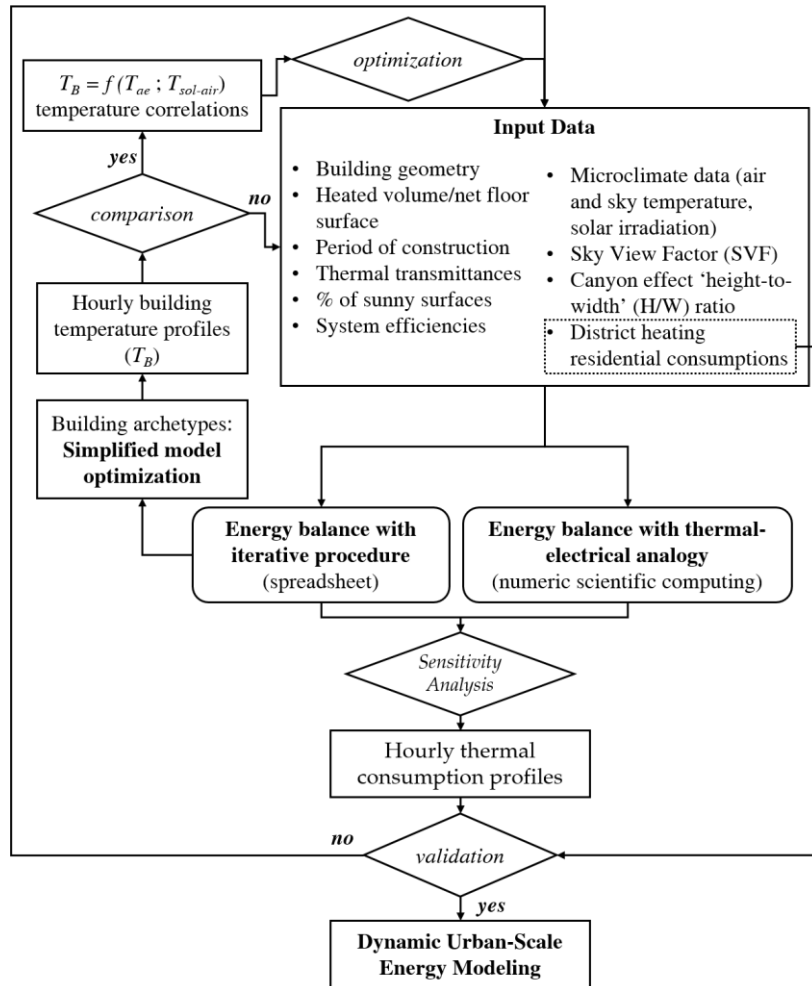 T_B = f (T_ae ; T_sol-air)
temperature correlations
optimization
yes
comparison
no
Hourly building
temperature profiles
(T_B)
Building archetypes:
Simplified model
optimization
Input Data
• Building geometry
• Heated volume/net floor
surface
• Period of construction
• Thermal transmittances
• % of sunny surfaces
• System efficiencies
• Microclimate data (air
and sky temperature,
solar irradiation)
• Sky View Factor (SVF)
• Canyon effect ‘height-to-
width’ (H/W) ratio
• District heating
residential consumptions
Energy balance with
iterative procedure
(spreadsheet)
Energy balance with thermal-
electrical analogy
(numeric scientific computing)
Sensitivity
Analysis
Hourly thermal
consumption profiles
no
validation
yes
Dynamic Urban-Scale
Energy Modeling